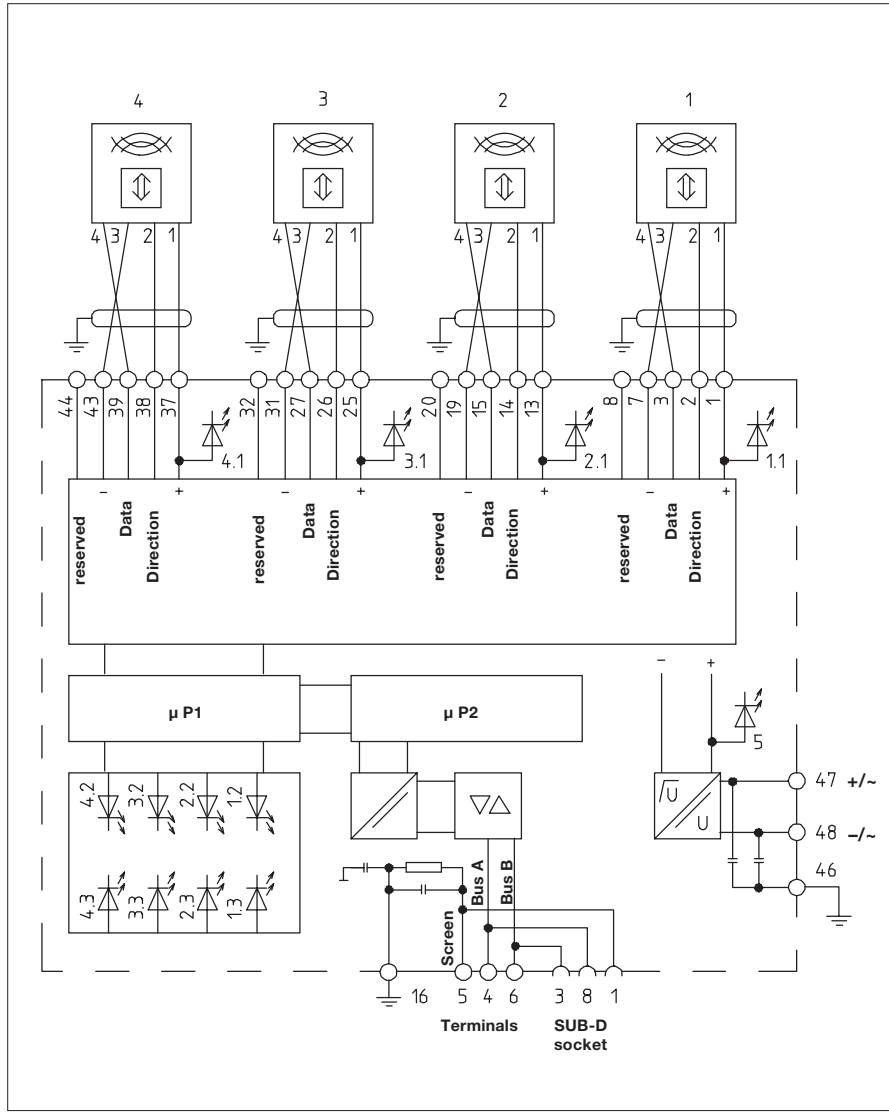 4 3 2 1
4 3 2 1 4 3 2 1 4 3 2 1 4 3 2 1
44 43 39 38 37 32 31 27 26 25 20 19 15 14 13 8 7 3 2 1
4.1 3.1 2.1 1.1
− + − + − + − +
reserved Data Direction reserved Data Direction reserved Data Direction reserved Data Direction
− +
µ P1 µ P2
5
4.2 3.2 2.2 1.2
√U
U
47 +/~
48 –/~
46
4.3 3.3 2.3 1.3
Screen Bus A Bus B
16 5 4 6 3 8 1
Terminals SUB-D
socket